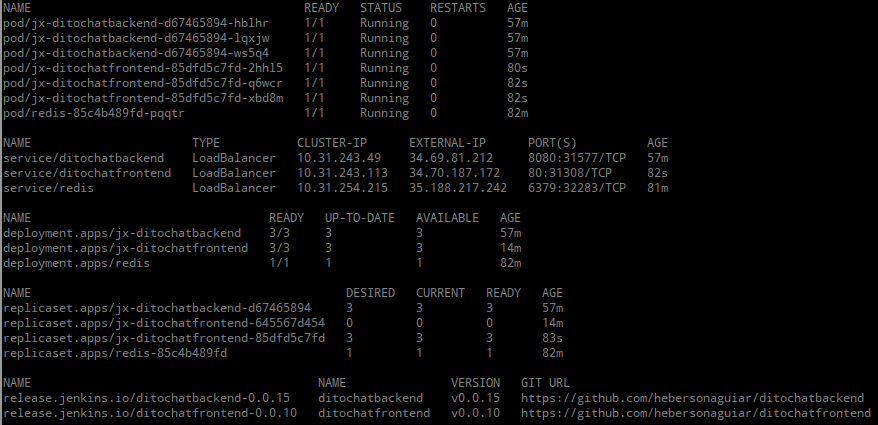 NAME READY STATUS RESTARTS AGE
pod/jx-ditochatbackend-d67465894-hblhr 1/1 Running 0 57m
pod/jx-ditochatbackend-d67465894-lqxjw 1/1 Running 0 57m
pod/jx-ditochatbackend-d67465894-ws5q4 1/1 Running 0 57m
pod/jx-ditochatfrontend-85dfd5c7fd-2hhl5 1/1 Running 0 80s
pod/jx-ditochatfrontend-85dfd5c7fd-q6wcr 1/1 Running 0 82s
pod/jx-ditochatfrontend-85dfd5c7fd-xbd8m 1/1 Running 0 82s
pod/redis-85c4b489fd-pqqtr 1/1 Running 0 82m
NAME TYPE CLUSTER-IP EXTERNAL-IP PORT(S) AGE
service/ditochatbackend LoadBalancer 10.31.243.49 34.69.81.212 8080:31577/TCP 57m
service/ditochatfrontend LoadBalancer 10.31.243.113 34.70.187.172 80:31308/TCP 82s
service/redis LoadBalancer 10.31.254.215 35.188.217.242 6379:32283/TCP 81m
NAME READY UP-TO-DATE AVAILABLE AGE
deployment.apps/jx-ditochatbackend 3/3 3 3 57m
deployment.apps/jx-ditochatfrontend 3/3 3 3 14m
deployment.apps/redis 1/1 1 1 82m
NAME DESIRED CURRENT READY AGE
replicaset.apps/jx-ditochatbackend-d67465894 3 3 3 57m
replicaset.apps/jx-ditochatfrontend-645567d454 0 0 0 14m
replicaset.apps/jx-ditochatfrontend-85dfd5c7fd 3 3 3 83s
replicaset.apps/redis-85c4b489fd 1 1 1 82m
NAME NAME VERSION GIT URL
release.jenkins.io/ditochatbackend-0.0.15 ditochatbackend v0.0.15 https://github.com/hebersonaguiar/ditochatbackend
release.jenkins.io/ditochatfrontend-0.0.10 ditochatfrontend v0.0.10 https://github.com/hebersonaguiar/ditochatfrontend